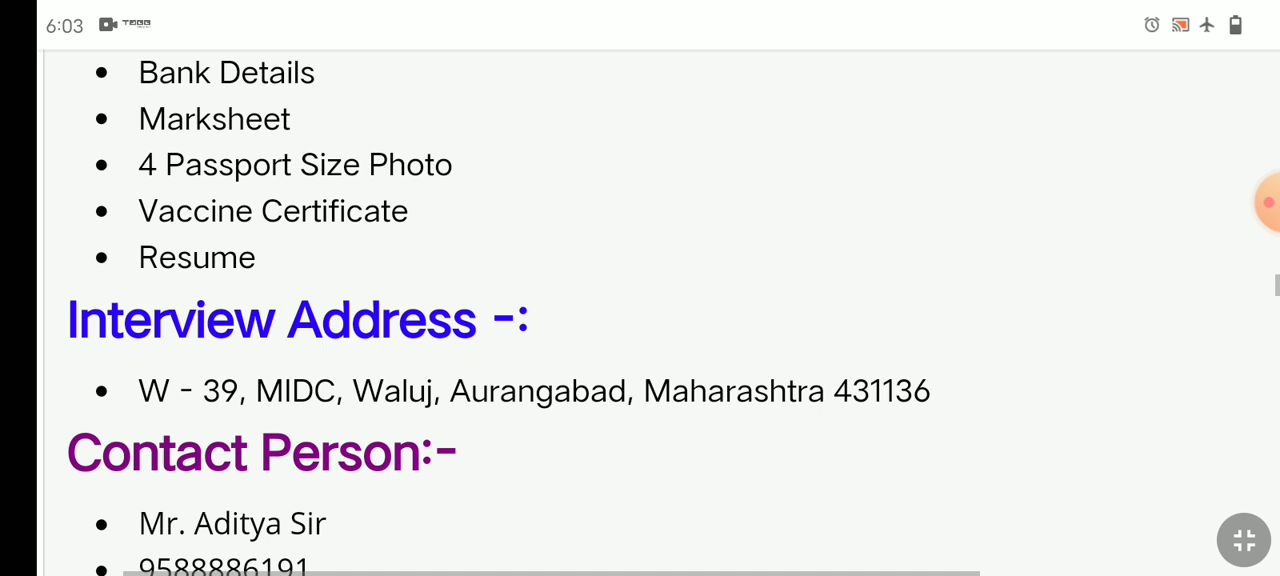 6:03
Bank Details
Marksheet
4 Passport Size Photo
Vaccine Certificate
Resume
Interview Address -:
W - 39, MIDC, Waluj, Aurangabad, Maharashtra 431136
Contact Person:-
Mr. Aditya Sir
9588886191